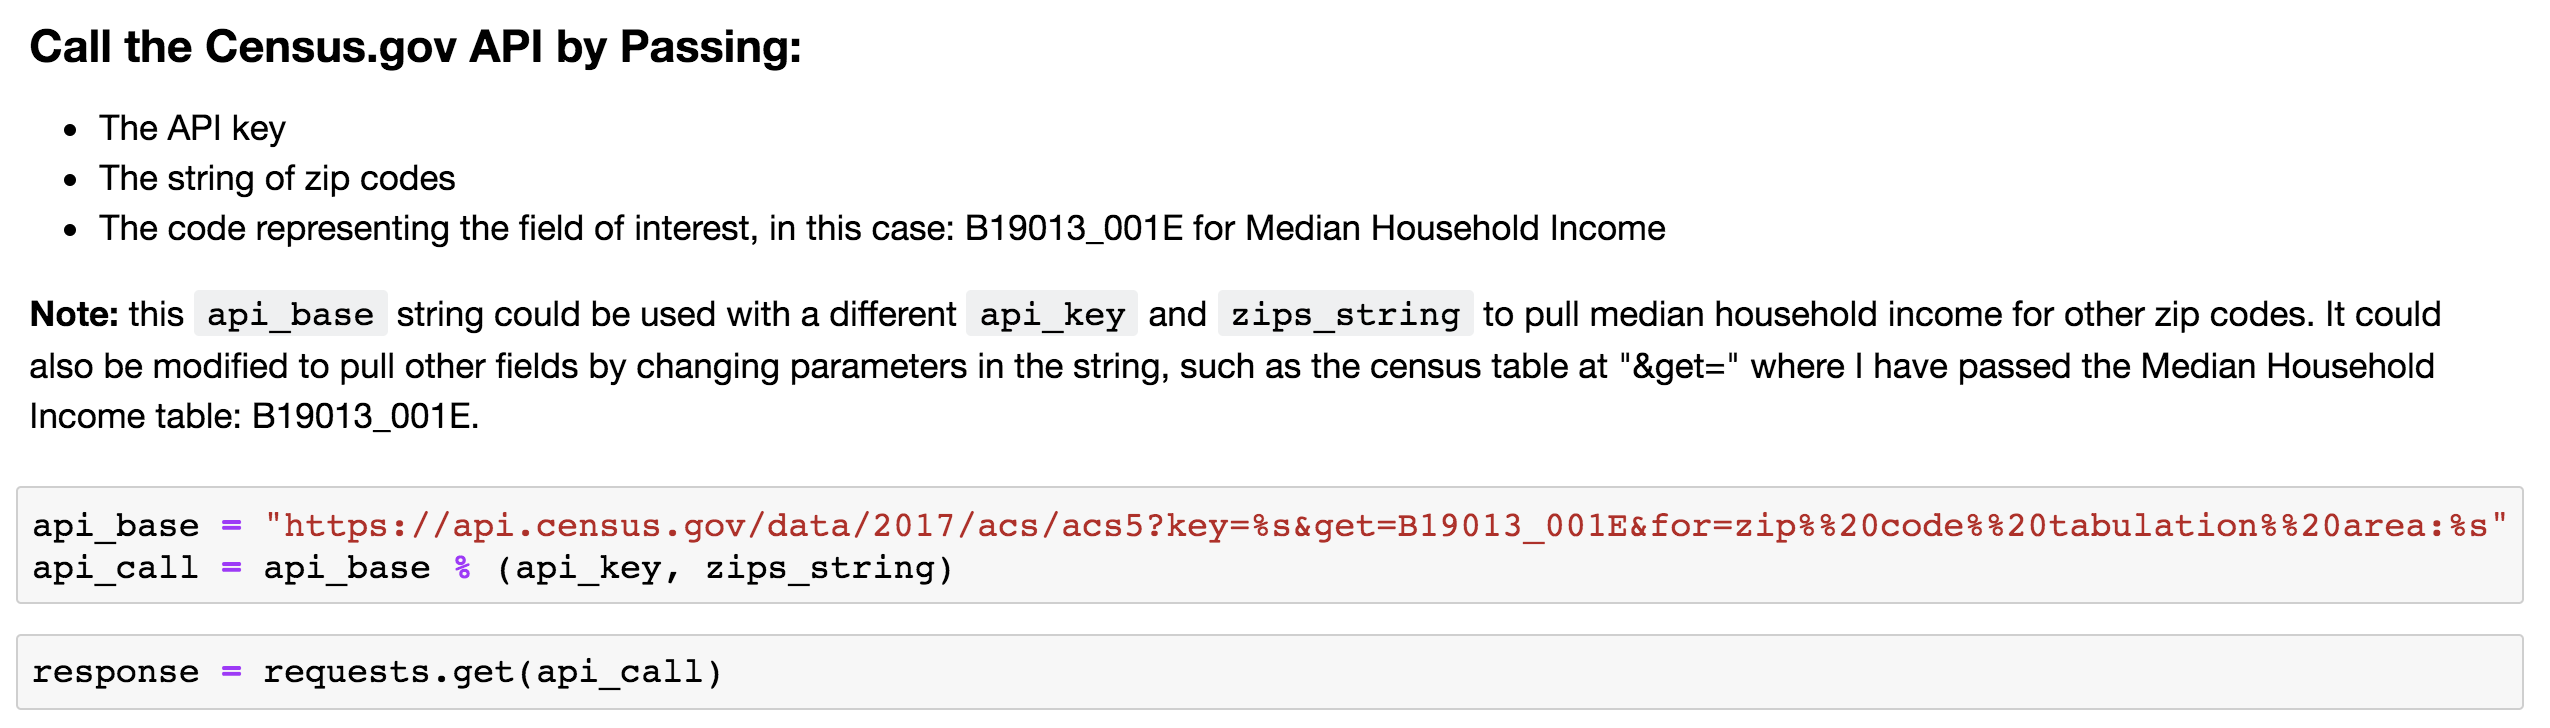 Call the Census.gov API by Passing:
• The API key
• The string of zip codes
• The code representing the field of interest, in this case: B19013_001E for Median Household Income
Note: this api_base string could be used with a different api_key and zips_string to pull median household income for other zip codes. It could
also be modified to pull other fields by changing parameters in the string, such as the census table at "&get=" where I have passed the Median Household
Income table: B19013_001E.
api_base = "https://api.census.gov/data/2017/acs/acs5?key=%s&get=B19013_001E&for=zip%%20code%%20tabulation%%20area:%s"
api_call = api_base % (api_key, zips_string)
response = requests.get(api_call)